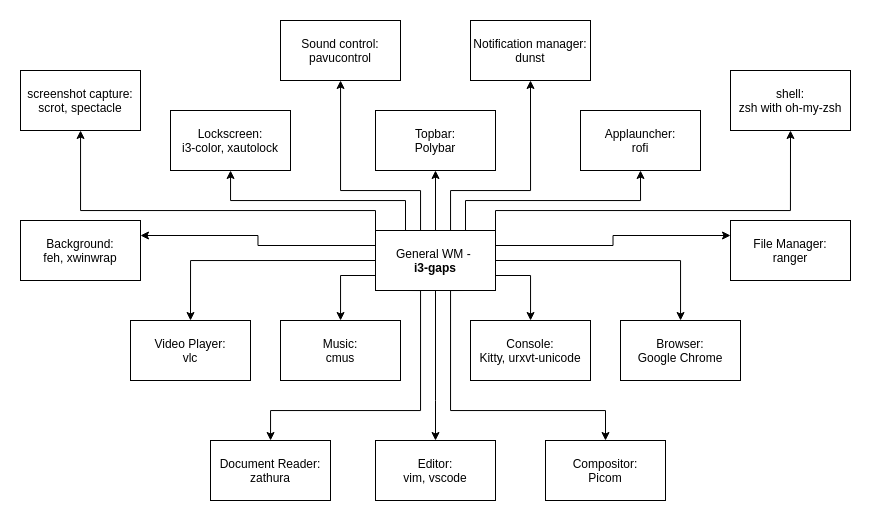 Sound control:
pavucontrol
Notification manager:
dunst
screenshot capture:
scrot, spectacle
shell:
zsh with oh-my-zsh
Lockscreen:
i3-color, xautolock
Topbar:
Polybar
Applauncher:
rofi
Background:
feh, xwinwrap
General WM -
i3-gaps
File Manager:
ranger
Video Player:
vlc
Music:
cmus
Console:
Kitty, urxvt-unicode
Browser:
Google Chrome
Document Reader:
zathura
Editor:
vim, vscode
Compositor:
Picom